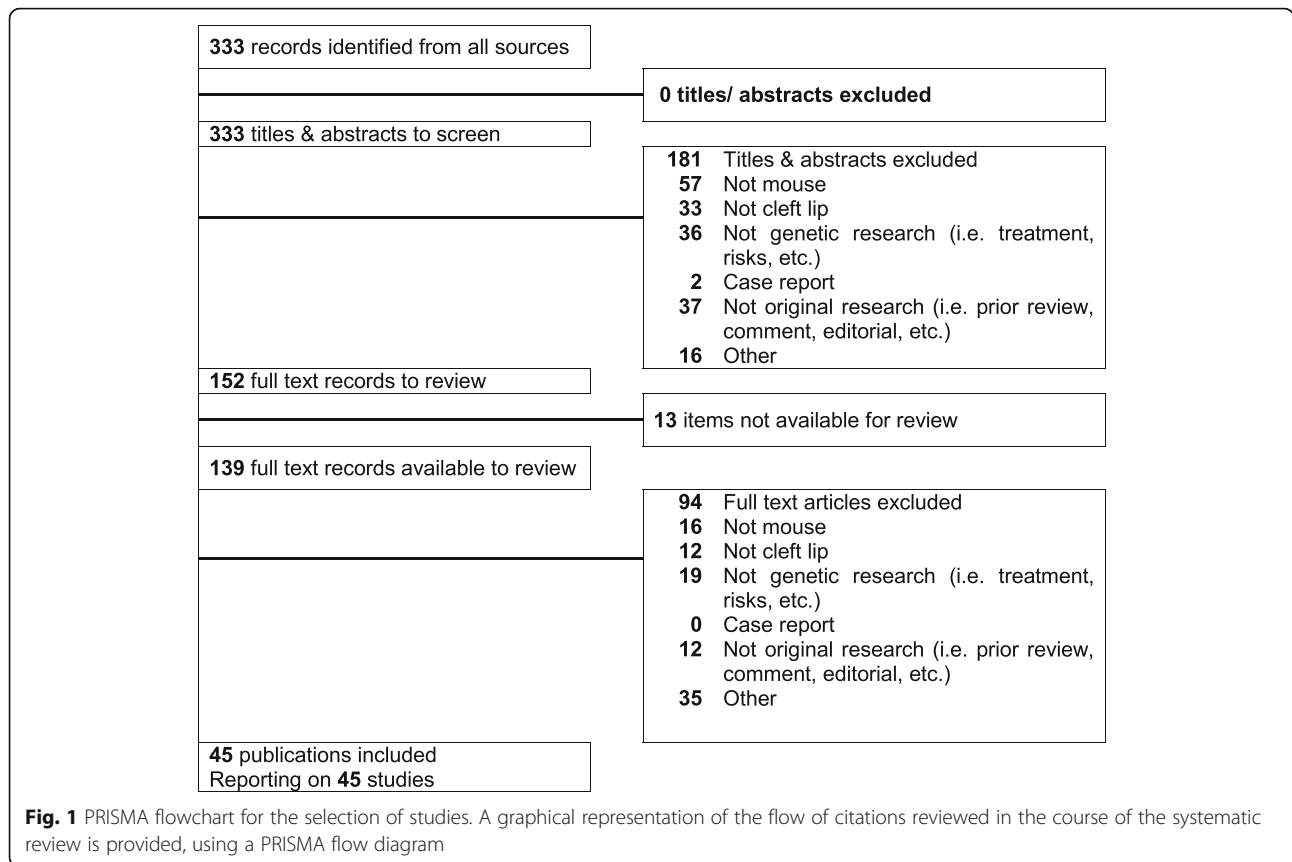 333 records identified from all sources
0 titles/ abstracts excluded
333 titles & abstracts to screen
181 Titles & abstracts excluded
57 Not mouse
33 Not cleft lip
36 Not genetic research (i.e. treatment,
risks, etc.)
2 Case report
37 Not original research (i.e. prior review,
comment, editorial, etc.)
16 Other
152 full text records to review
13 items not available for review
139 full text records available to review
94 Full text articles excluded
16 Not mouse
12 Not cleft lip
19 Not genetic research (i.e. treatment,
risks, etc.)
0 Case report
12 Not original research (i.e. prior review,
comment, editorial, etc.)
35 Other
45 publications included
Reporting on 45 studies
Fig. 1 PRISMA flowchart for the selection of studies. A graphical representation of the flow of citations reviewed in the course of the systematic
review is provided, using a PRISMA flow diagram